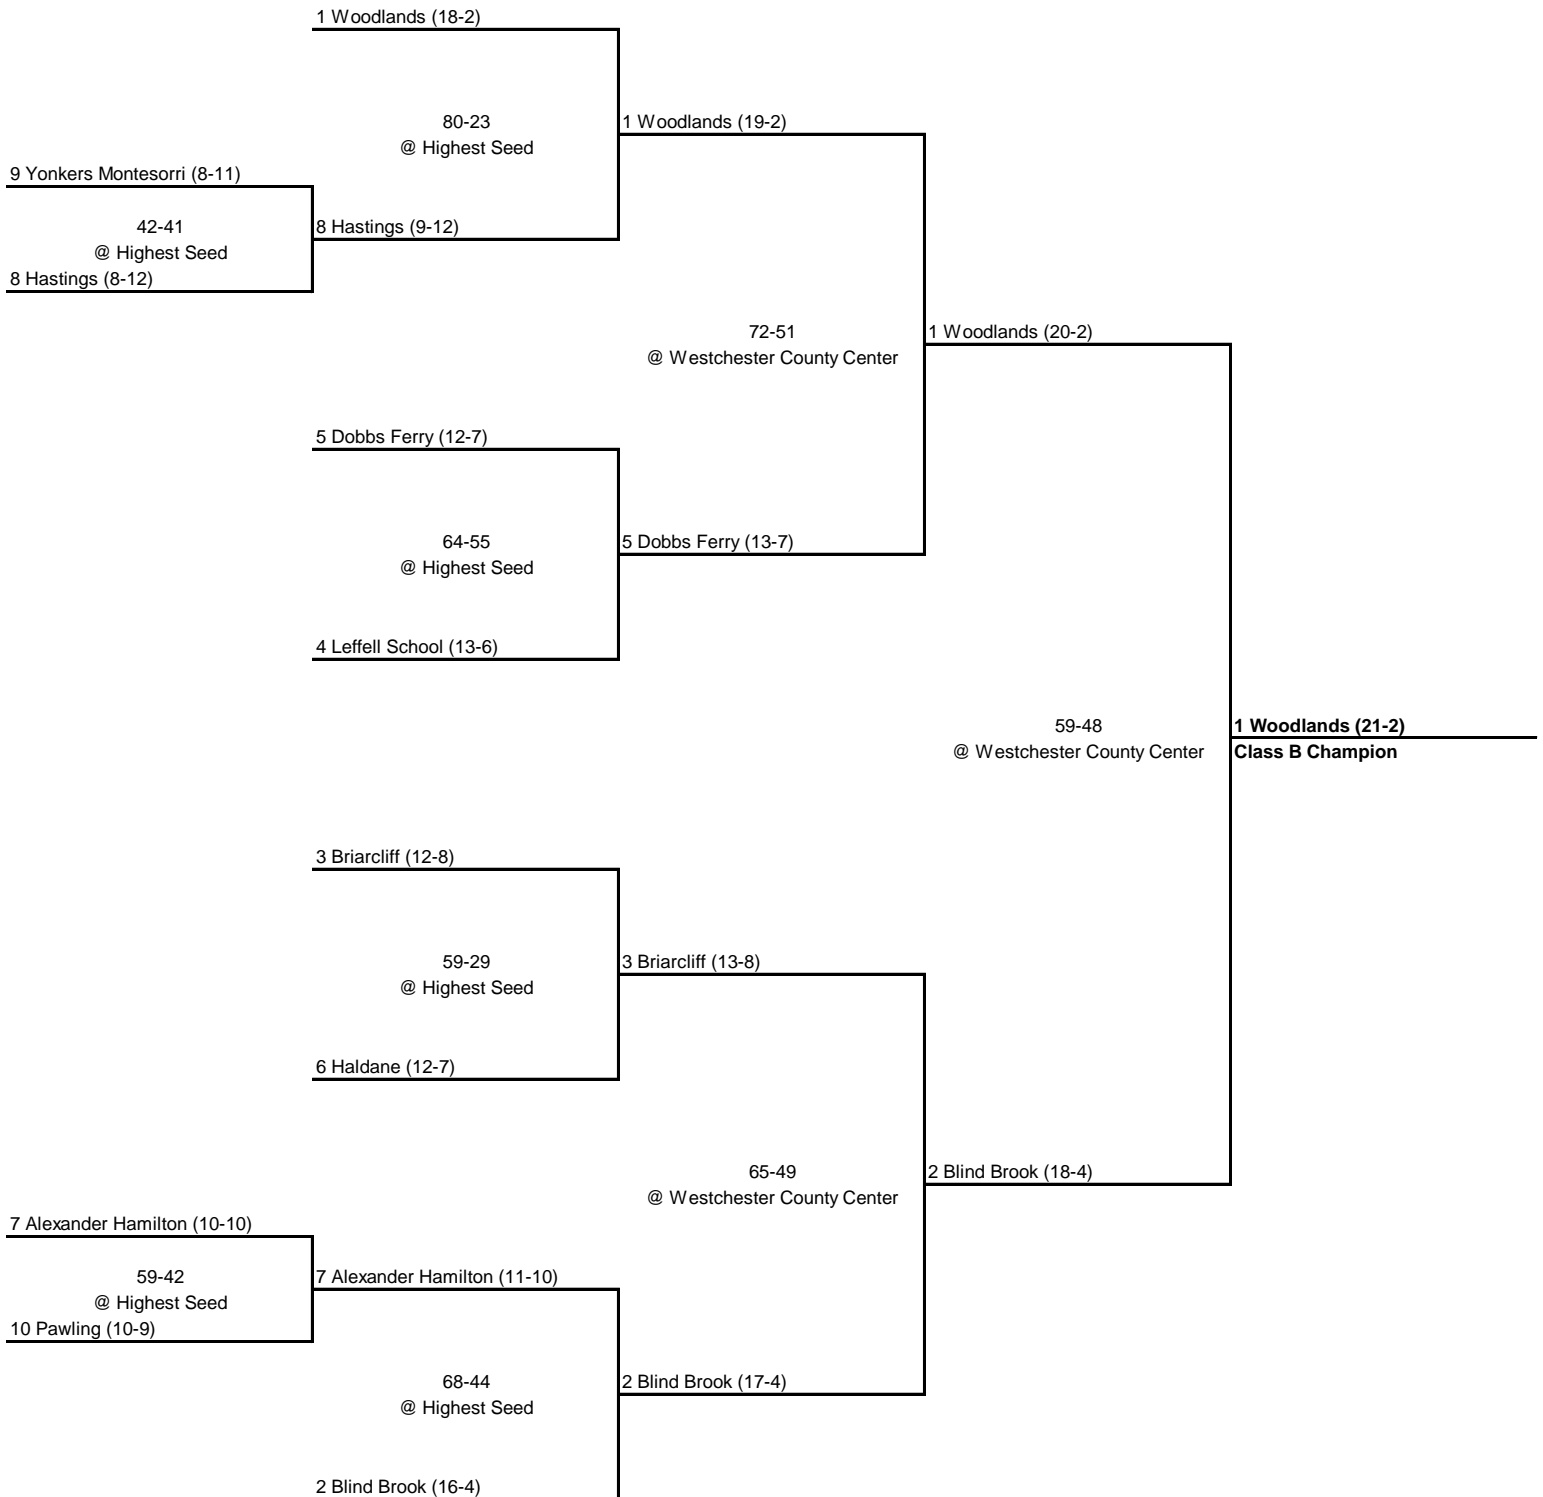 1 Woodlands (18-2)
80-23
@ Highest Seed
1 Woodlands (19-2)
9 Yonkers Montesorri (8-11)
42-41
@ Highest Seed
8 Hastings (9-12)
8 Hastings (8-12)
72-51
@ Westchester County Center
1 Woodlands (20-2)
5 Dobbs Ferry (12-7)
64-55
@ Highest Seed
5 Dobbs Ferry (13-7)
4 Leffell School (13-6)
59-48
@ Westchester County Center
1 Woodlands (21-2)
Class B Champion
3 Briarcliff (12-8)
59-29
@ Highest Seed
3 Briarcliff (13-8)
6 Haldane (12-7)
65-49
@ Westchester County Center
2 Blind Brook (18-4)
7 Alexander Hamilton (10-10)
59-42
@ Highest Seed
7 Alexander Hamilton (11-10)
10 Pawling (10-9)
68-44
@ Highest Seed
2 Blind Brook (17-4)
2 Blind Brook (16-4)